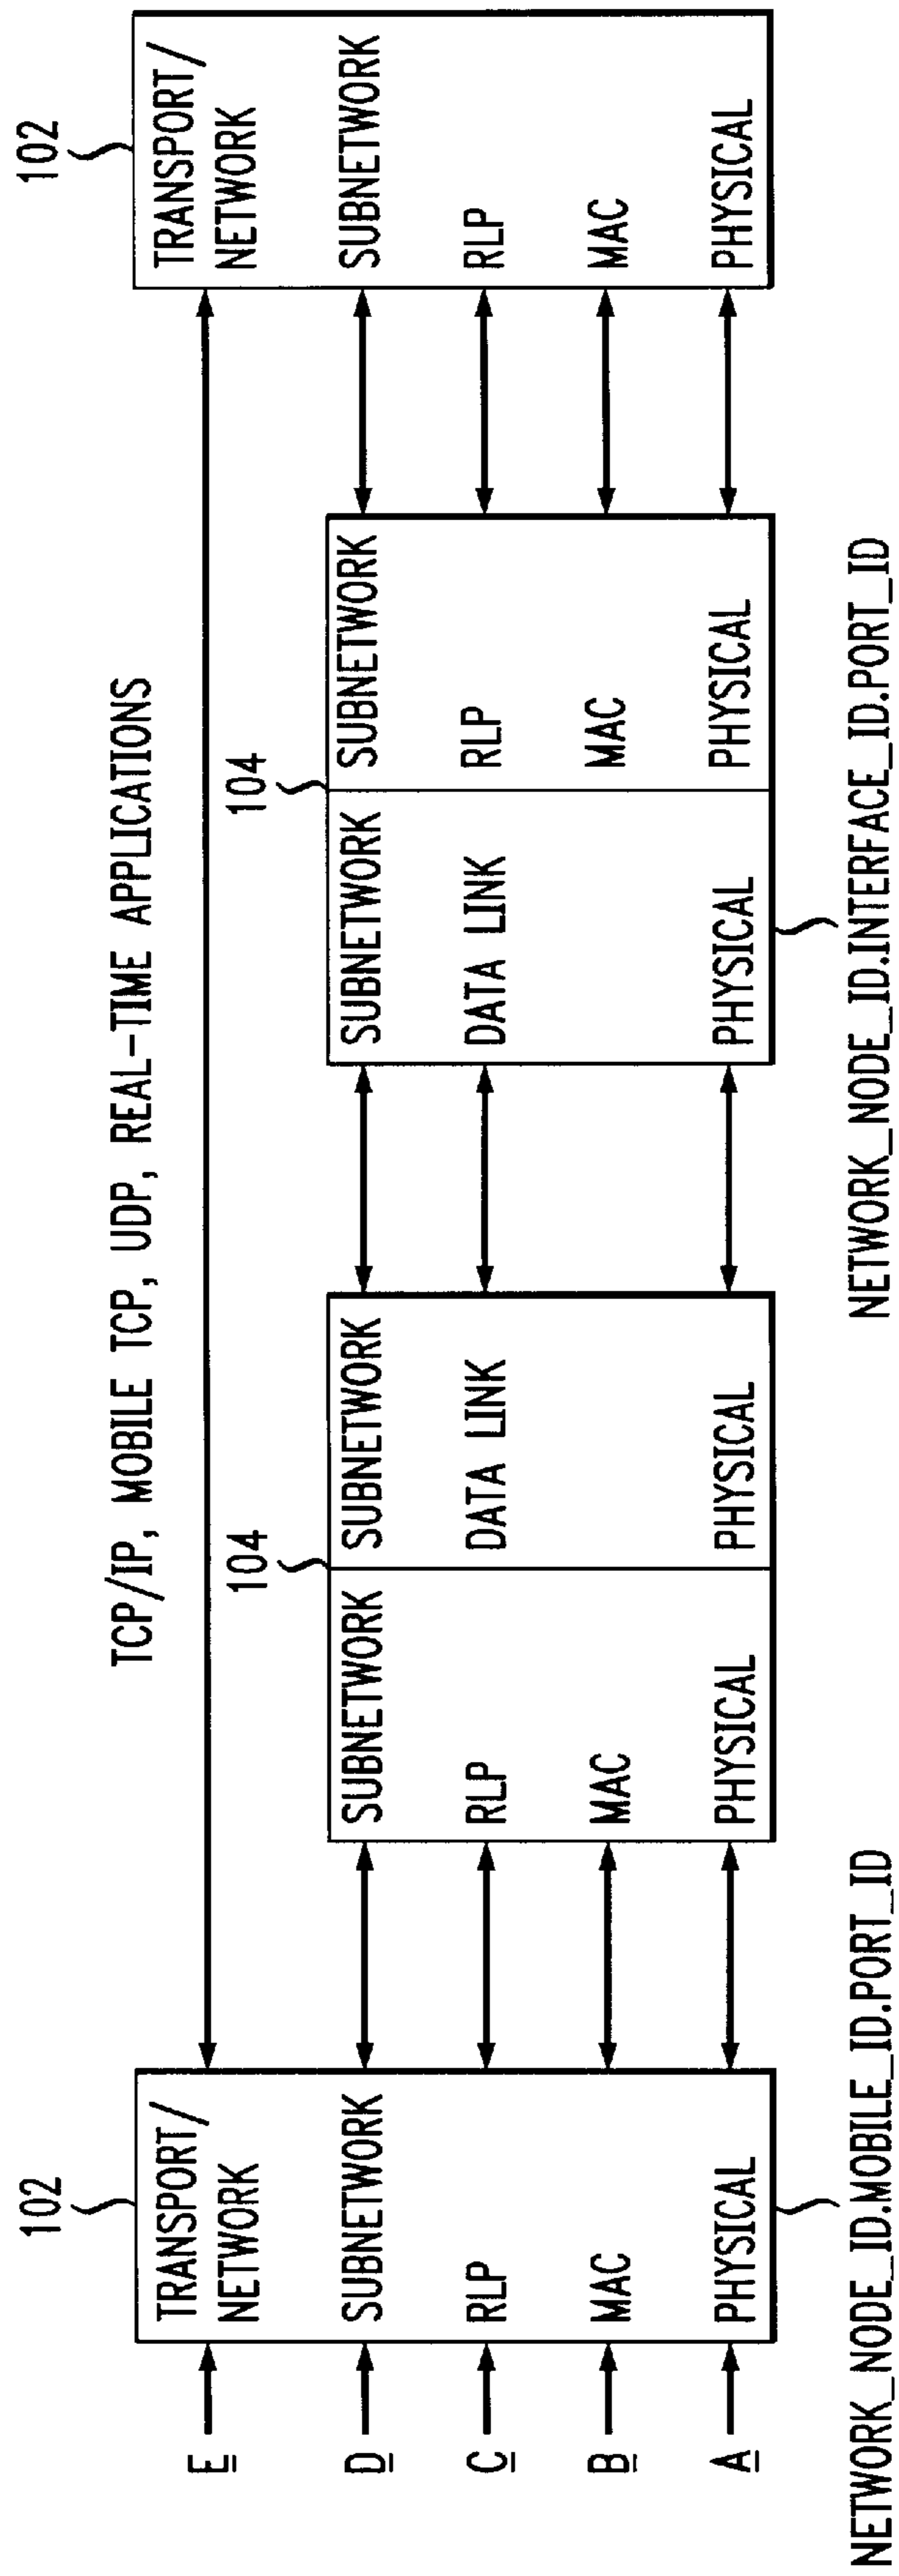 TCP/IP, MOBILE TCP, UDP, REAL-TIME APPLICATIONS
102
E
D
C
B
A
TRANSPORT/
NETWORK
SUBNETWORK
RLP
MAC
PHYSICAL
NETWORK_NODE_ID.MOBILE_ID.PORT_ID
104
SUBNETWORK
RLP
MAC
PHYSICAL
SUBNETWORK
DATA LINK
PHYSICAL
104
SUBNETWORK
DATA LINK
PHYSICAL
SUBNETWORK
RLP
MAC
PHYSICAL
NETWORK_NODE_ID.INTERFACE_ID.PORT_ID
102
TRANSPORT/
NETWORK
SUBNETWORK
RLP
MAC
PHYSICAL